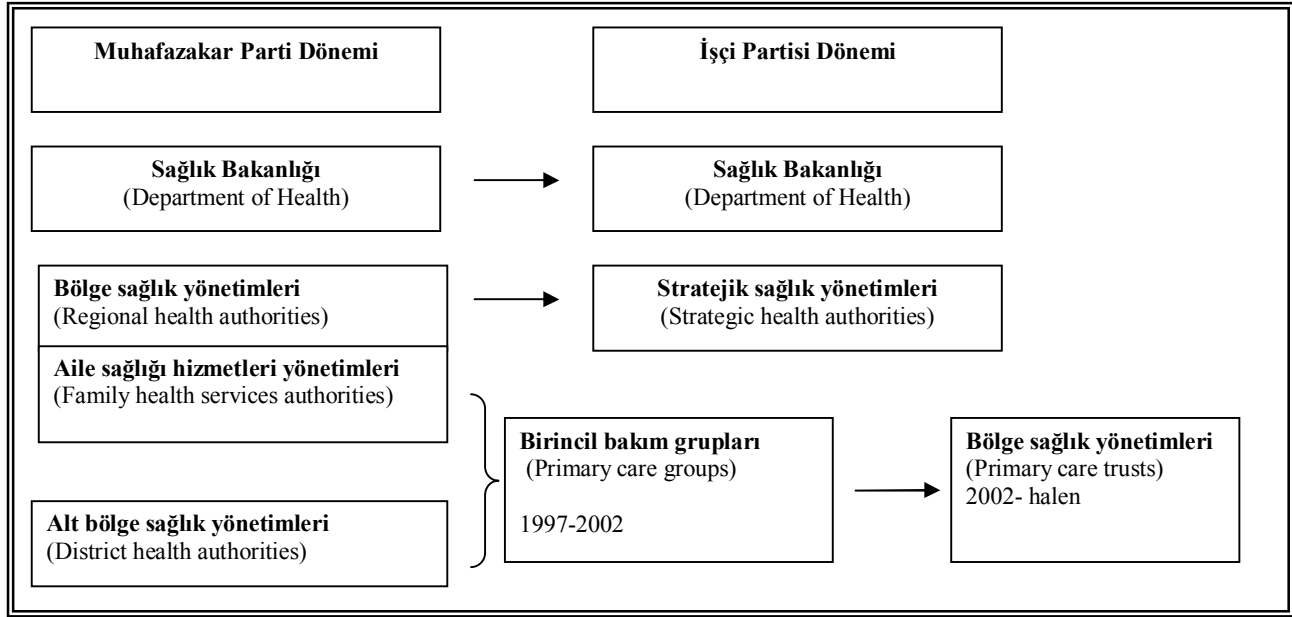 Muhafazakar Parti Dönemi
İşçi Partisi Dönemi
Sağlık Bakanlığı
(Department of Health)
Sağlık Bakanlığı
(Department of Health)
Bölge sağlık yönetimleri
(Regional health authorities)
Stratejik sağlık yönetimleri
(Strategic health authorities)
Aile sağlığı hizmetleri yönetimleri
(Family health services authorities)
Birincil bakım grupları
(Primary care groups)
1997-2002
Bölge sağlık yönetimleri
(Primary care trusts)
2002- halen
Alt bölge sağlık yönetimleri
(District health authorities)